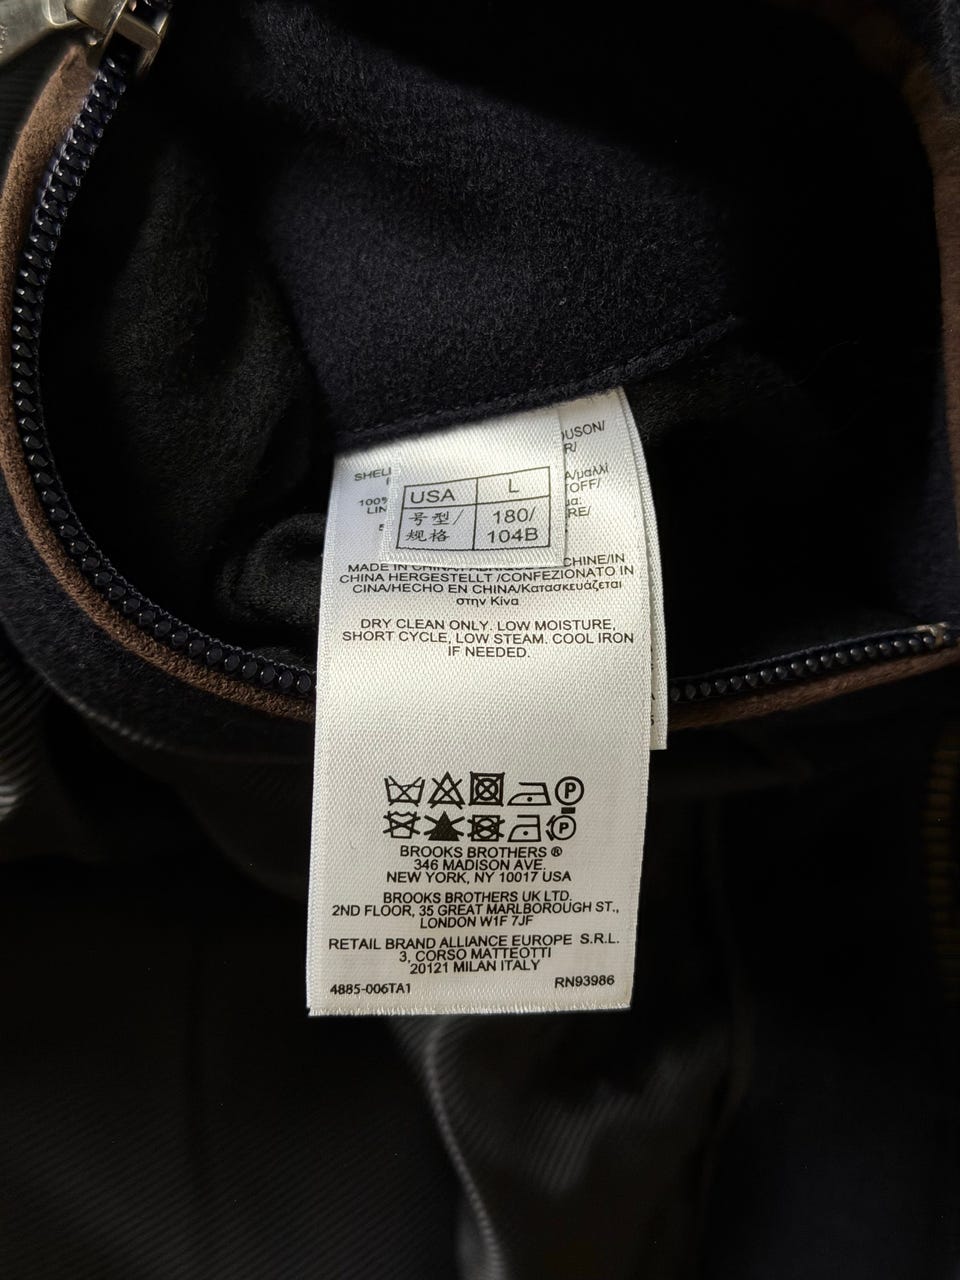 USA L
号型/ 180/
规格 104B
100%
MADE IN CHINA/
CHINA HERGESTELLT /CONFEZIONATO IN
CINA/HECHO EN CHINA/Κατασκευάζεται
στην Κίνα
DRY CLEAN ONLY. LOW MOISTURE,
SHORT CYCLE, LOW STEAM. COOL IRON
IF NEEDED.
P
P
BROOKS BROTHERS ®
346 MADISON AVE.
NEW YORK, NY 10017 USA
BROOKS BROTHERS UK LTD.
2ND FLOOR, 35 GREAT MARLBOROUGH ST.,
LONDON W1F 7JF
RETAIL BRAND ALLIANCE EUROPE S.R.L.
3, CORSO MATTEOTTI
20121 MILAN ITALY
4885-006TA1 RN93986